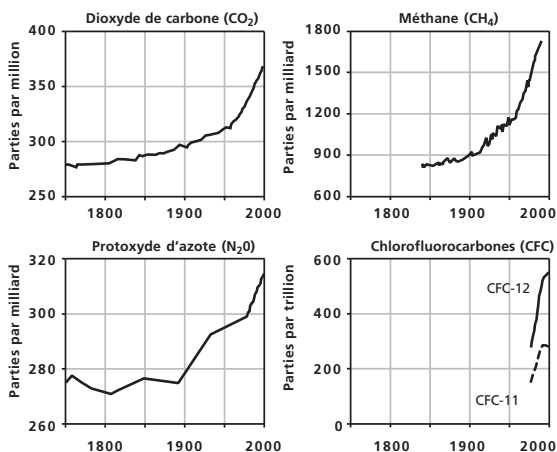 Dioxyde de carbone (CO₂)
Parties par million
400
350
300
250
1800 1900 2000
Méthane (CH₄)
Parties par milliard
1800
1500
1200
900
600
1800 1900 2000
Protoxyde d'azote (N₂0)
Parties par milliard
320
300
280
260
1800 1900 2000
Chlorofluorocarbones (CFC)
Parties par trillion
600
400
200
0
CFC-12
CFC-11
1800 1900 2000